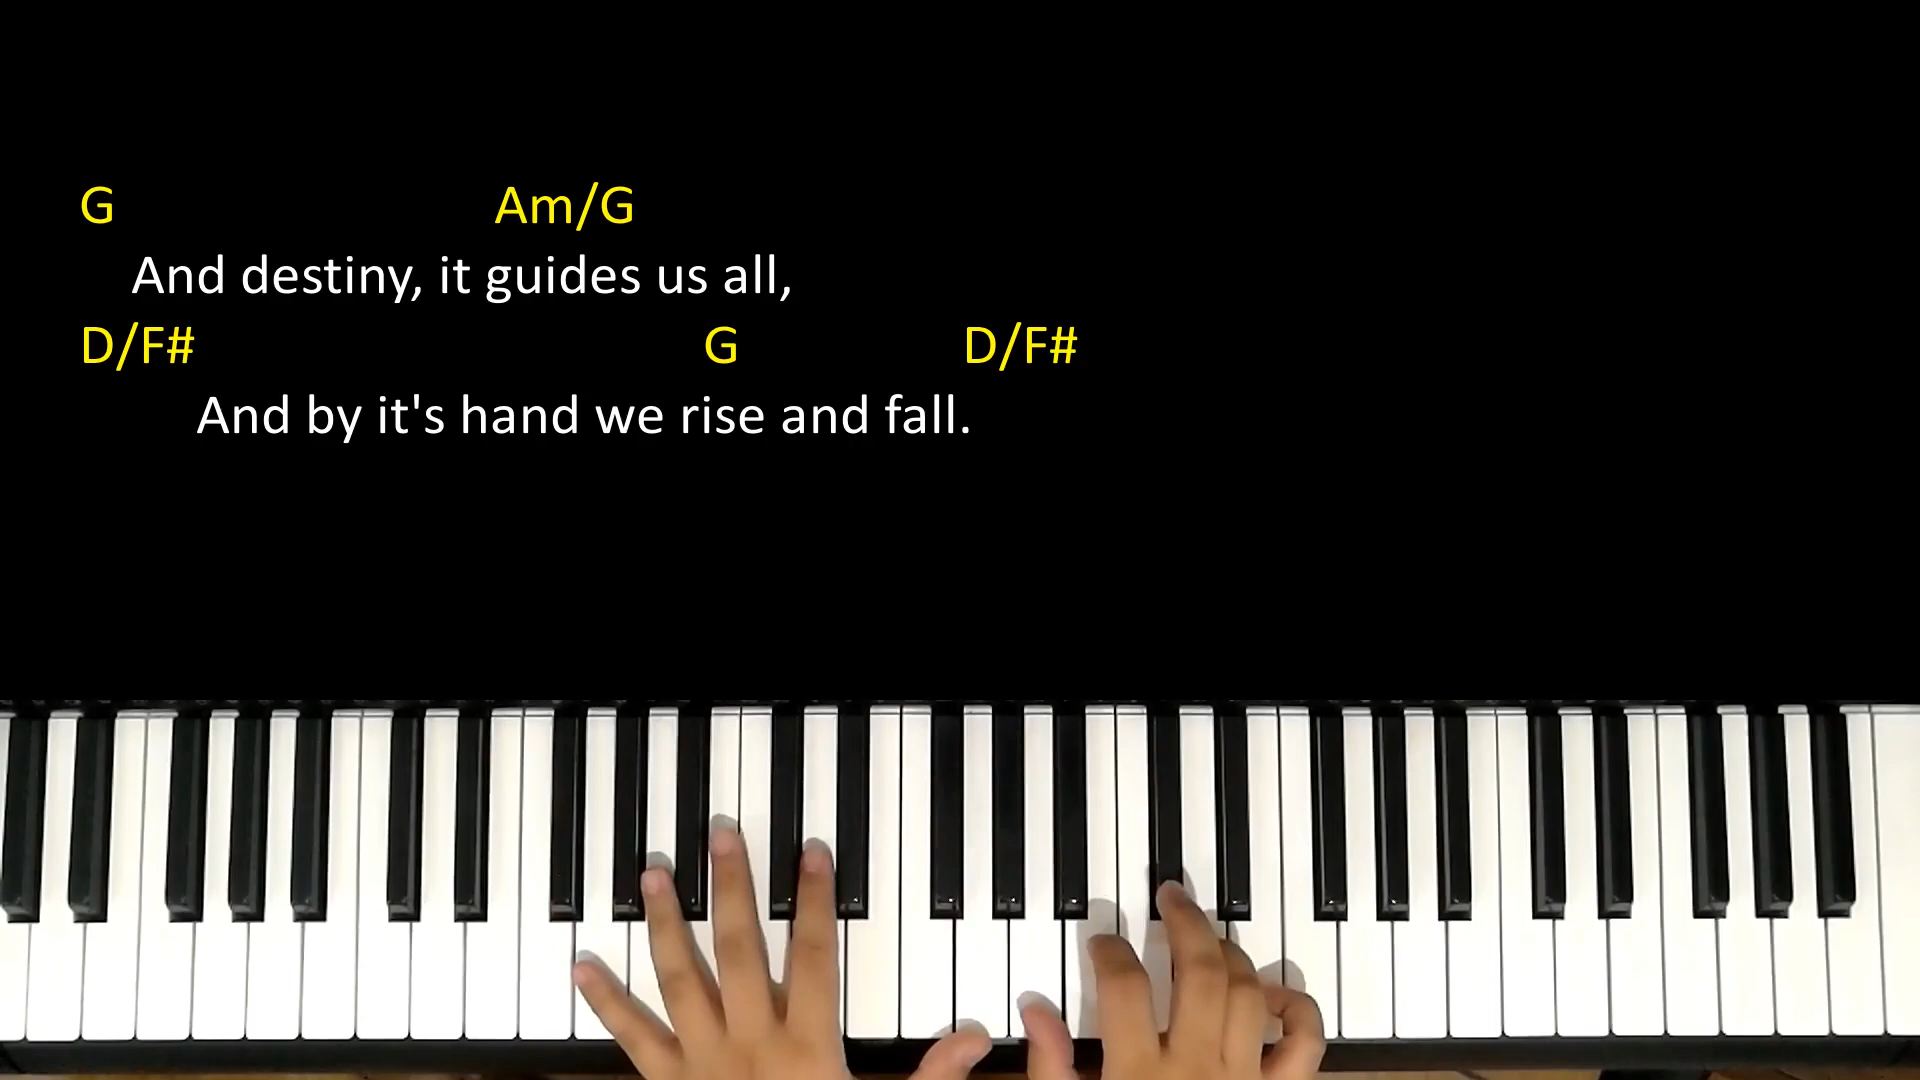 G Am/G
And destiny, it guides us all,
D/F# G D/F#
And by it's hand we rise and fall.